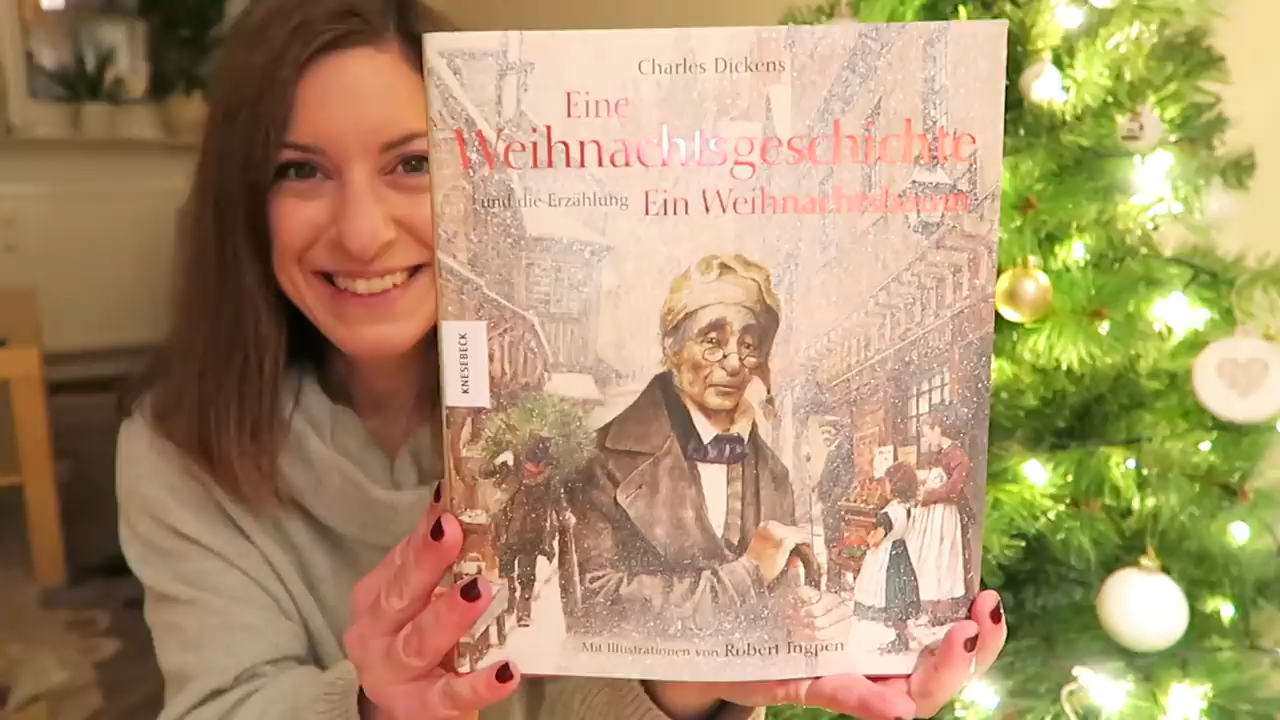 Charles Dickens
Eine
Weihnachtsgeschichte
und die Erzählung Ein Weihnachtsbaum
KNESEBECK
Mit Illustrationen von Robert Ingpen